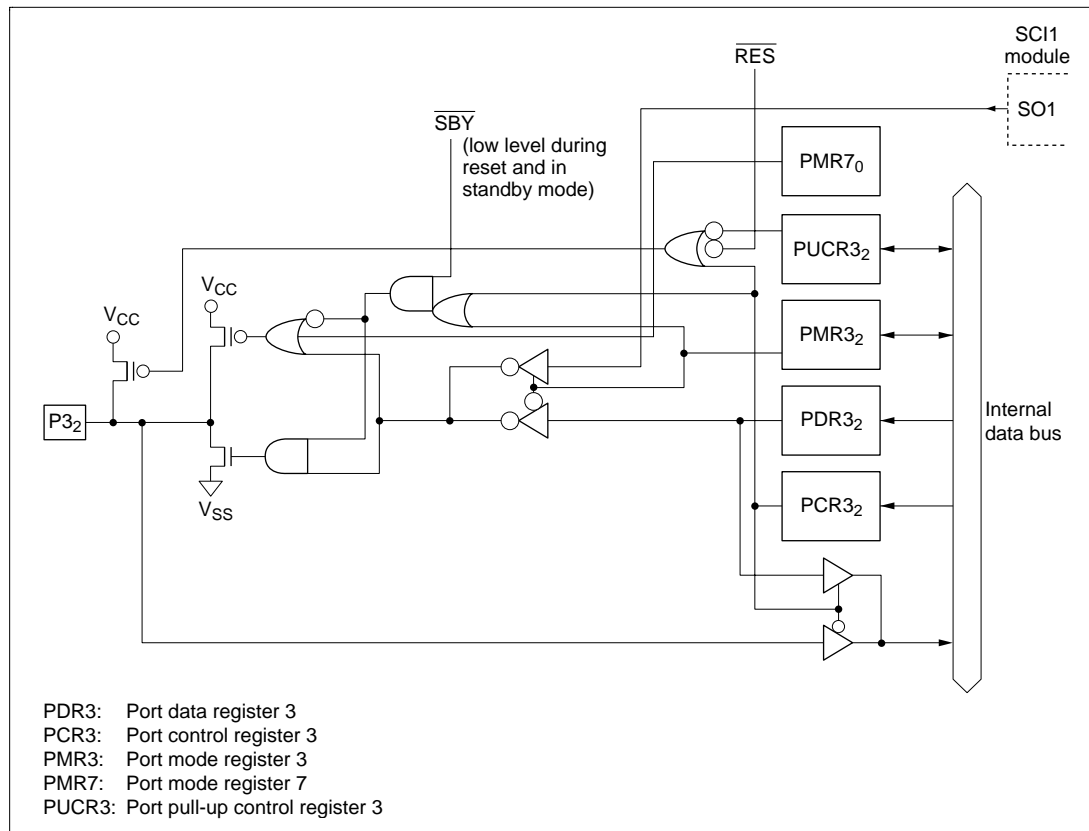 SCI1
module
RES
SO1
SBY
(low level during
reset and in
standby mode)
PMR7₀
PUCR3₂
VCC
VCC
PMR3₂
P3₂
PDR3₂
Internal
data bus
VSS
PCR3₂
PDR3: Port data register 3
PCR3: Port control register 3
PMR3: Port mode register 3
PMR7: Port mode register 7
PUCR3: Port pull-up control register 3